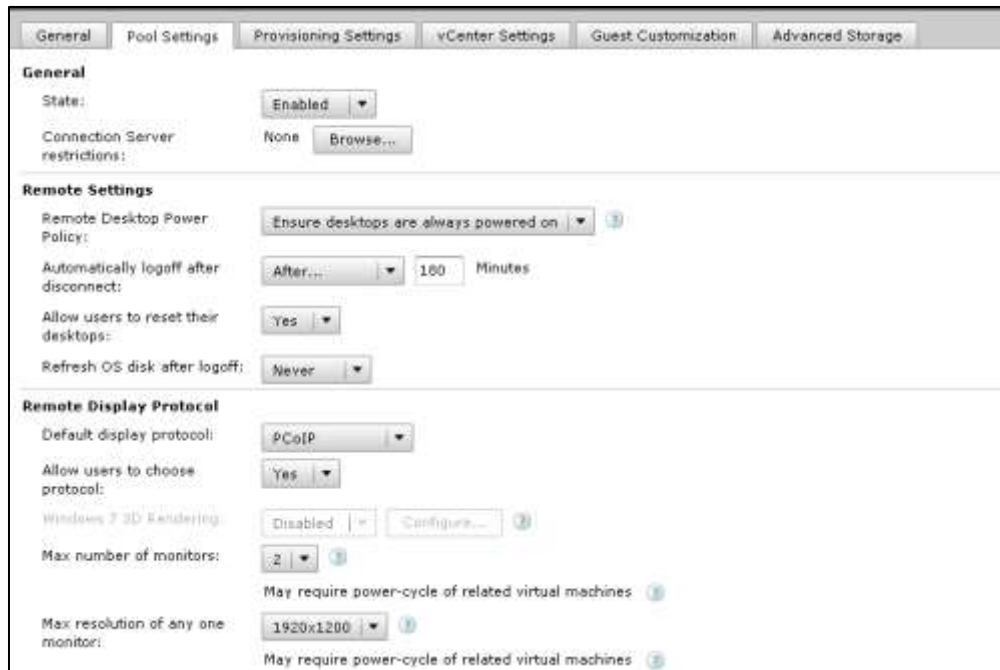 General Pool Settings Provisioning Settings vCenter Settings Guest Customization Advanced Storage
General
State: Enabled
Connection Server restrictions: None Browse...
Remote Settings
Remote Desktop Power Policy: Ensure desktops are always powered on ?
Automatically logoff after disconnect: After... 180 Minutes
Allow users to reset their desktops: Yes
Refresh OS disk after logoff: Never
Remote Display Protocol
Default display protocol: PCoIP
Allow users to choose protocol: Yes
Windows 7 3D Rendering: Disabled Configure... ?
Max number of monitors: 2 ?
May require power-cycle of related virtual machines ?
Max resolution of any one monitor: 1920x1200 ?
May require power-cycle of related virtual machines ?